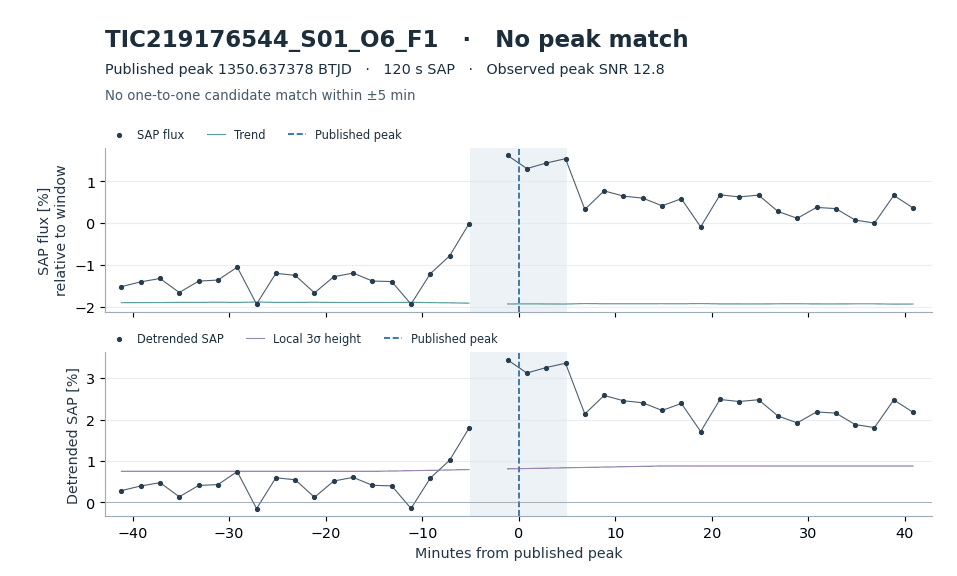 TIC219176544_S01_O6_F1 · No peak match
Published peak 1350.637378 BTJD · 120 s SAP · Observed peak SNR 12.8
No one-to-one candidate match within ±5 min
SAP flux Trend Published peak
SAP flux [%]
relative to window
1
0
−1
−2
Detrended SAP Local 3σ height Published peak
Detrended SAP [%]
3
2
1
0
−40 −30 −20 −10 0 10 20 30 40
Minutes from published peak